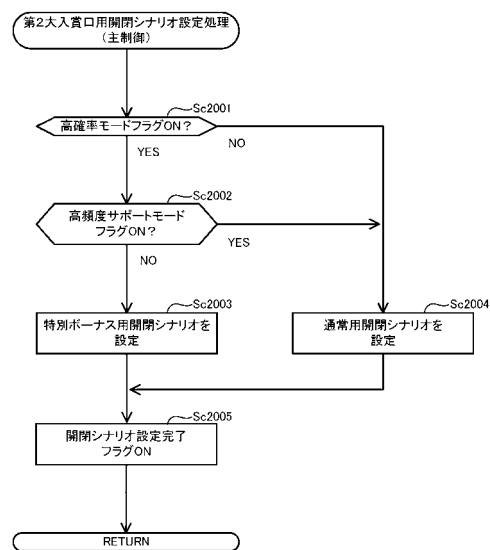 第2大入賞口用開閉シナリオ設定処理
(主制御)
Sc2001
高確率モードフラグON?
NO
YES
Sc2002
高頻度サポートモード
フラグON?
YES
NO
Sc2003
特別ボーナス用開閉シナリオを
設定
Sc2004
通常用開閉シナリオを
設定
Sc2005
開閉シナリオ設定完了
フラグON
RETURN